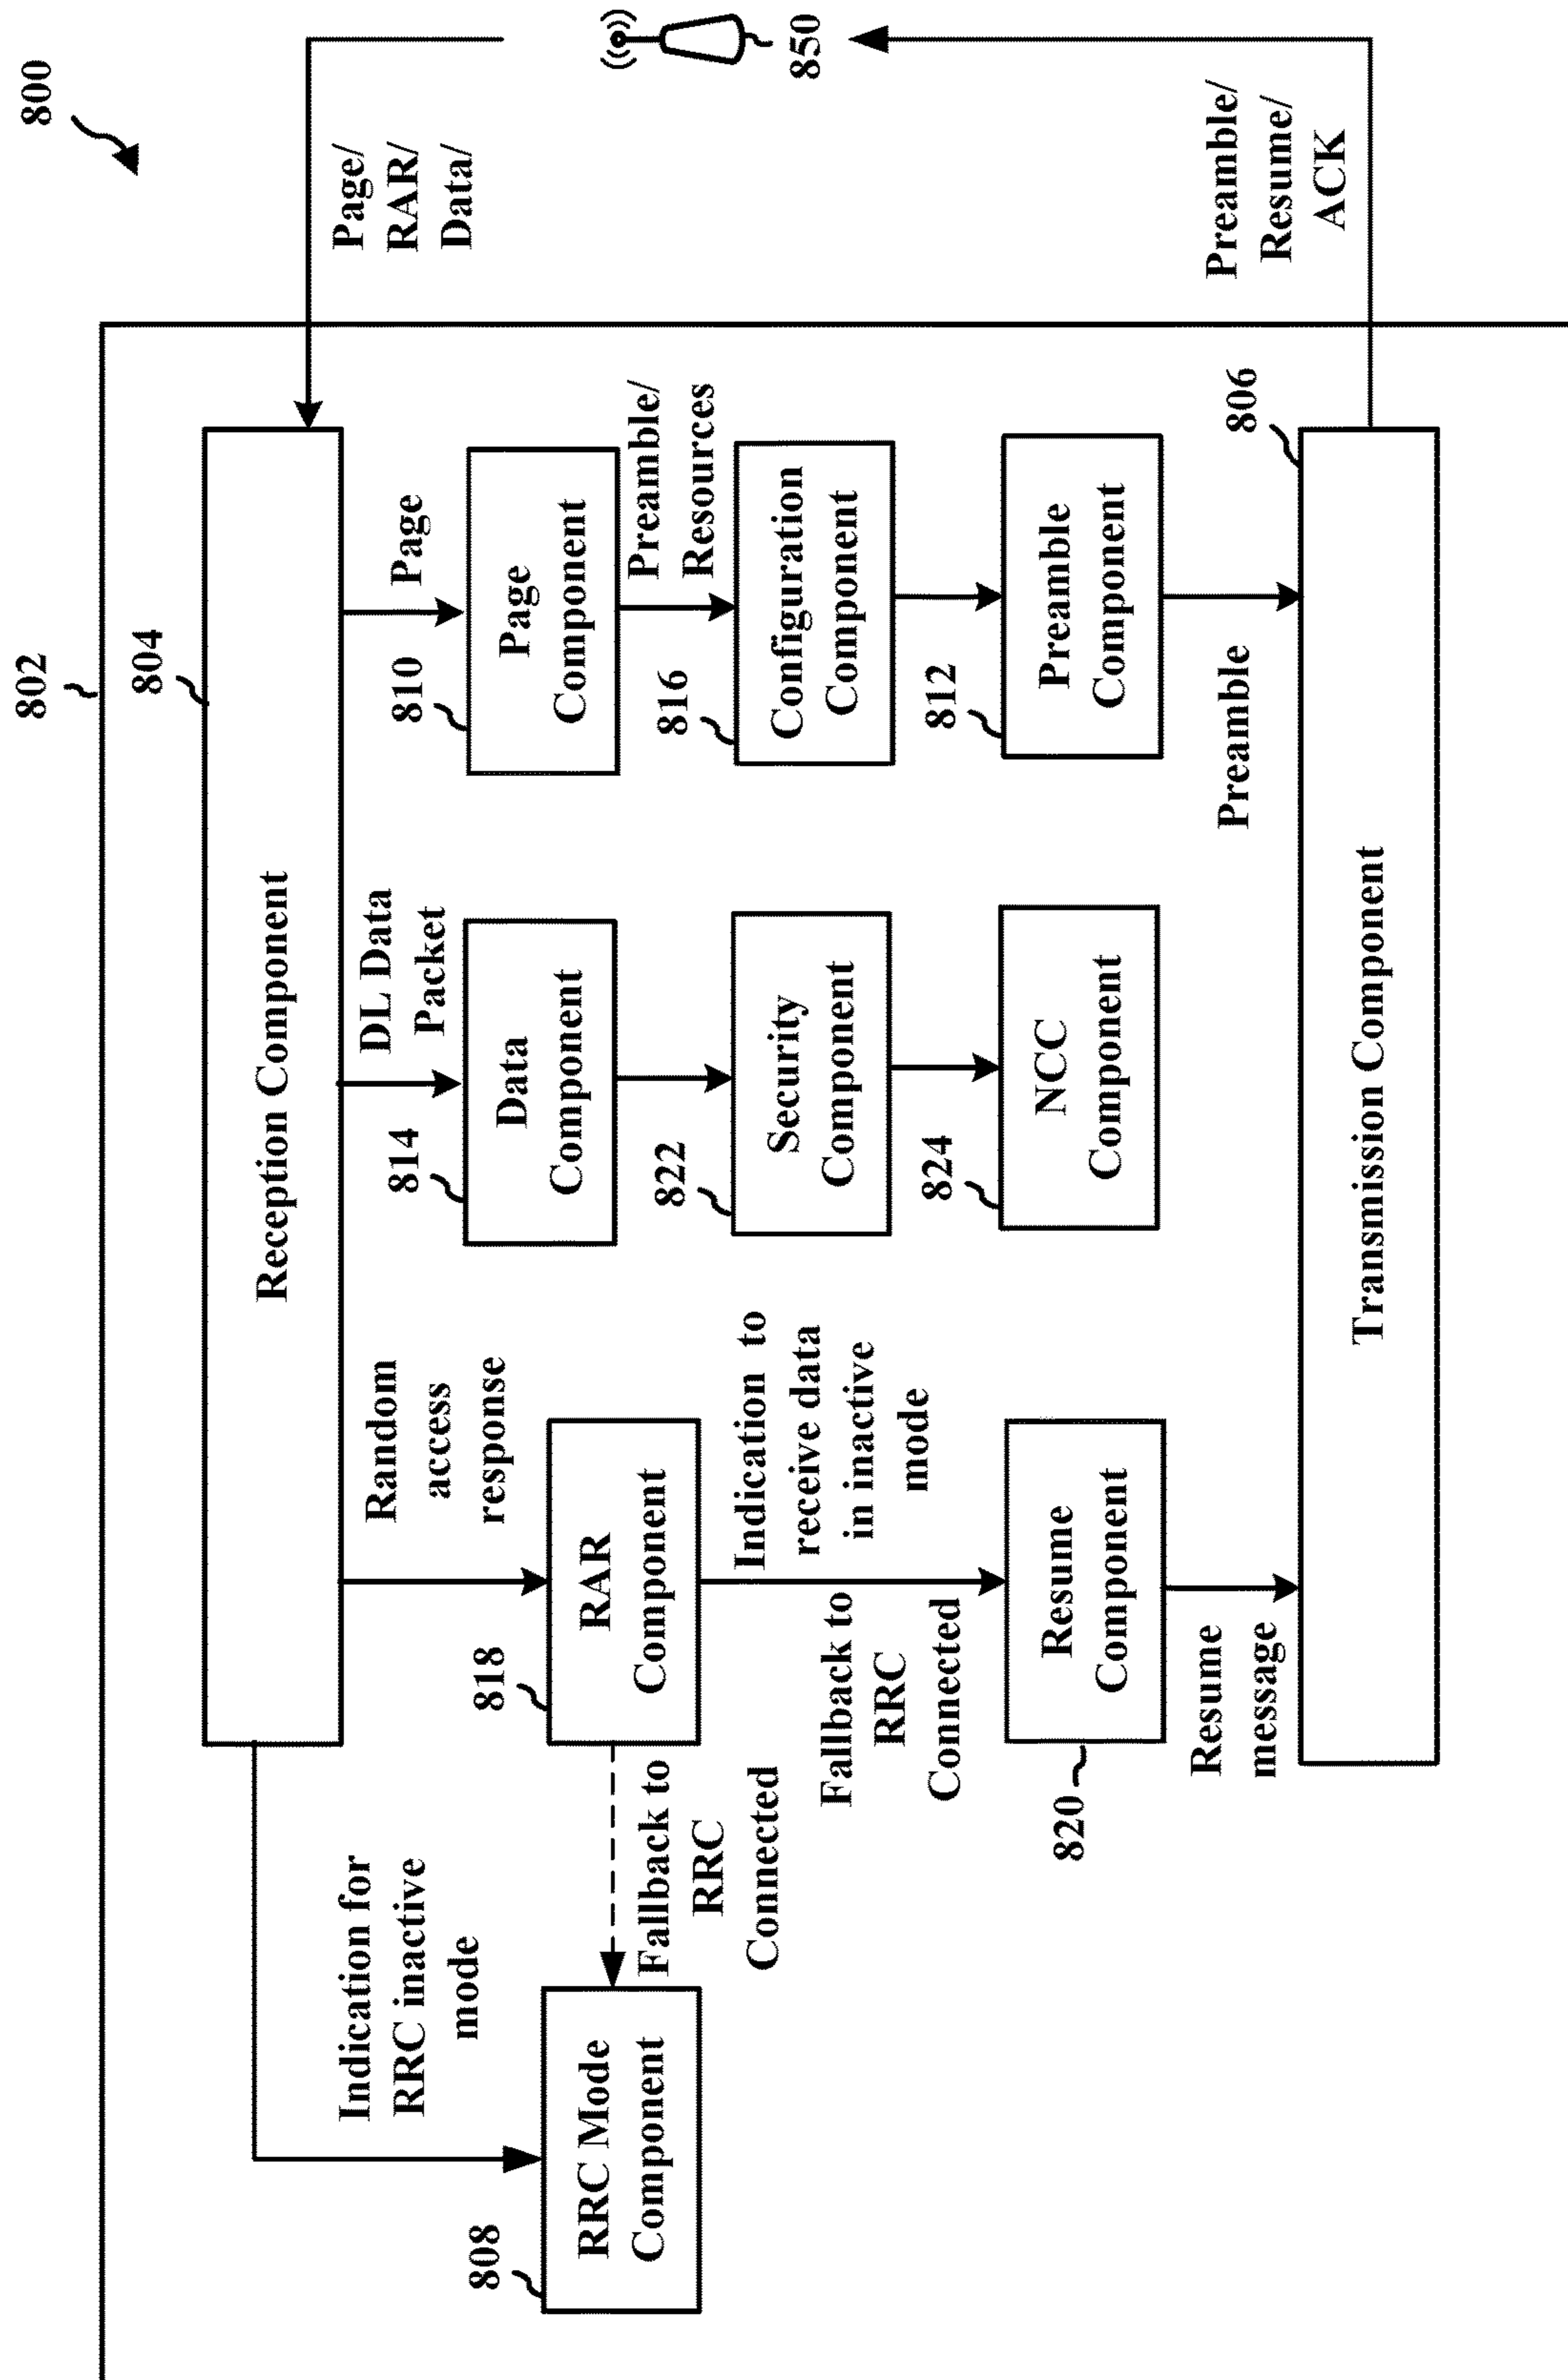 800
802
804
Reception Component
Page/
RAR/
Data/
850
Indication for
RRC inactive
mode
Random
access
response
DL Data
Packet
Page
808
RRC Mode
Component
Fallback to
RRC
Connected
818
RAR
Component
814
Data
Component
810
Page
Component
Indication to
receive data
in inactive
mode
Fallback to
RRC
Connected
822
Security
Component
Preamble/
Resources
816
Configuration
Component
820
Resume
Component
824
NCC
Component
812
Preamble
Component
Resume
message
Preamble
806
Transmission Component
Preamble/
Resume/
ACK